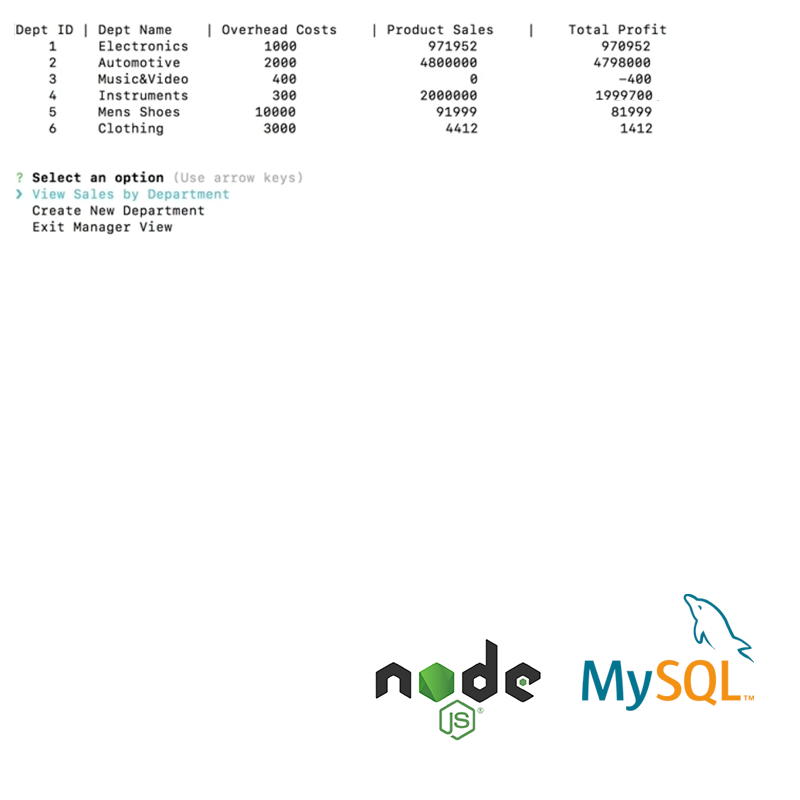 Dept ID | Dept Name    | Overhead Costs    | Product Sales    |    Total Profit
1    Electronics    1000    971952    970952
2    Automotive    2000    4800000    4798000
3    Music&Video    400    0    -400
4    Instruments    300    2000000    1999700
5    Mens Shoes    10000    91999    81999
6    Clothing    3000    4412    1412
? Select an option (Use arrow keys)
❯ View Sales by Department
Create New Department
Exit Manager View
node
JS®
MySQL™